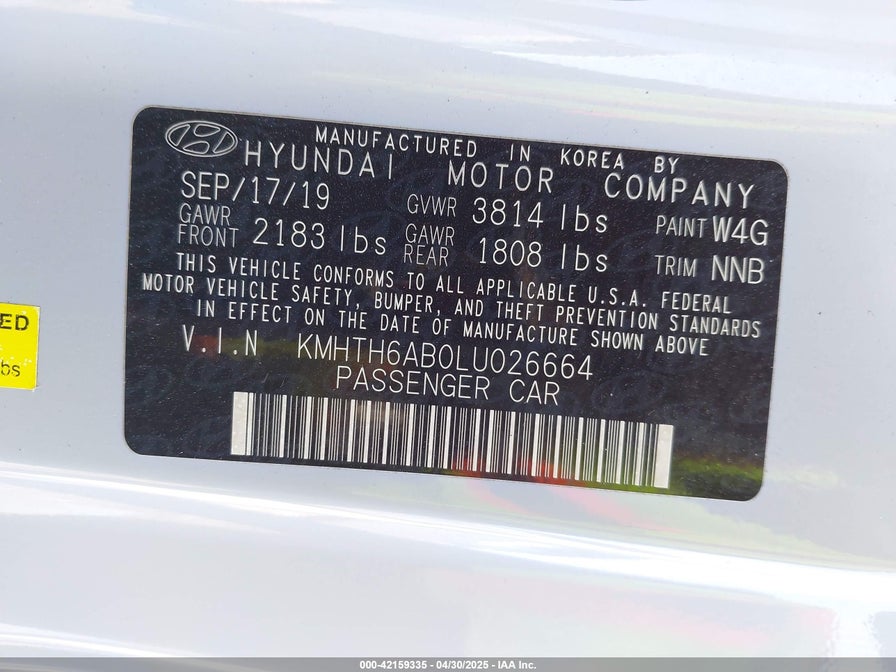 MANUFACTURED IN KOREA BY
HYUNDAI MOTOR COMPANY
SEP/17/19 GVWR 3814 lbs PAINT W4G
GAWR FRONT 2183 lbs GAWR REAR 1808 lbs TRIM NNB
THIS VEHICLE CONFORMS TO ALL APPLICABLE U.S.A. FEDERAL
MOTOR VEHICLE SAFETY, BUMPER, AND THEFT PREVENTION STANDARDS
IN EFFECT ON THE DATE OF MANUFACTURE SHOWN ABOVE
V.I.N KMHTH6AB0LU026664
PASSENGER CAR
ED
bs
000-42159335 - 04/30/2025 - IAA Inc.